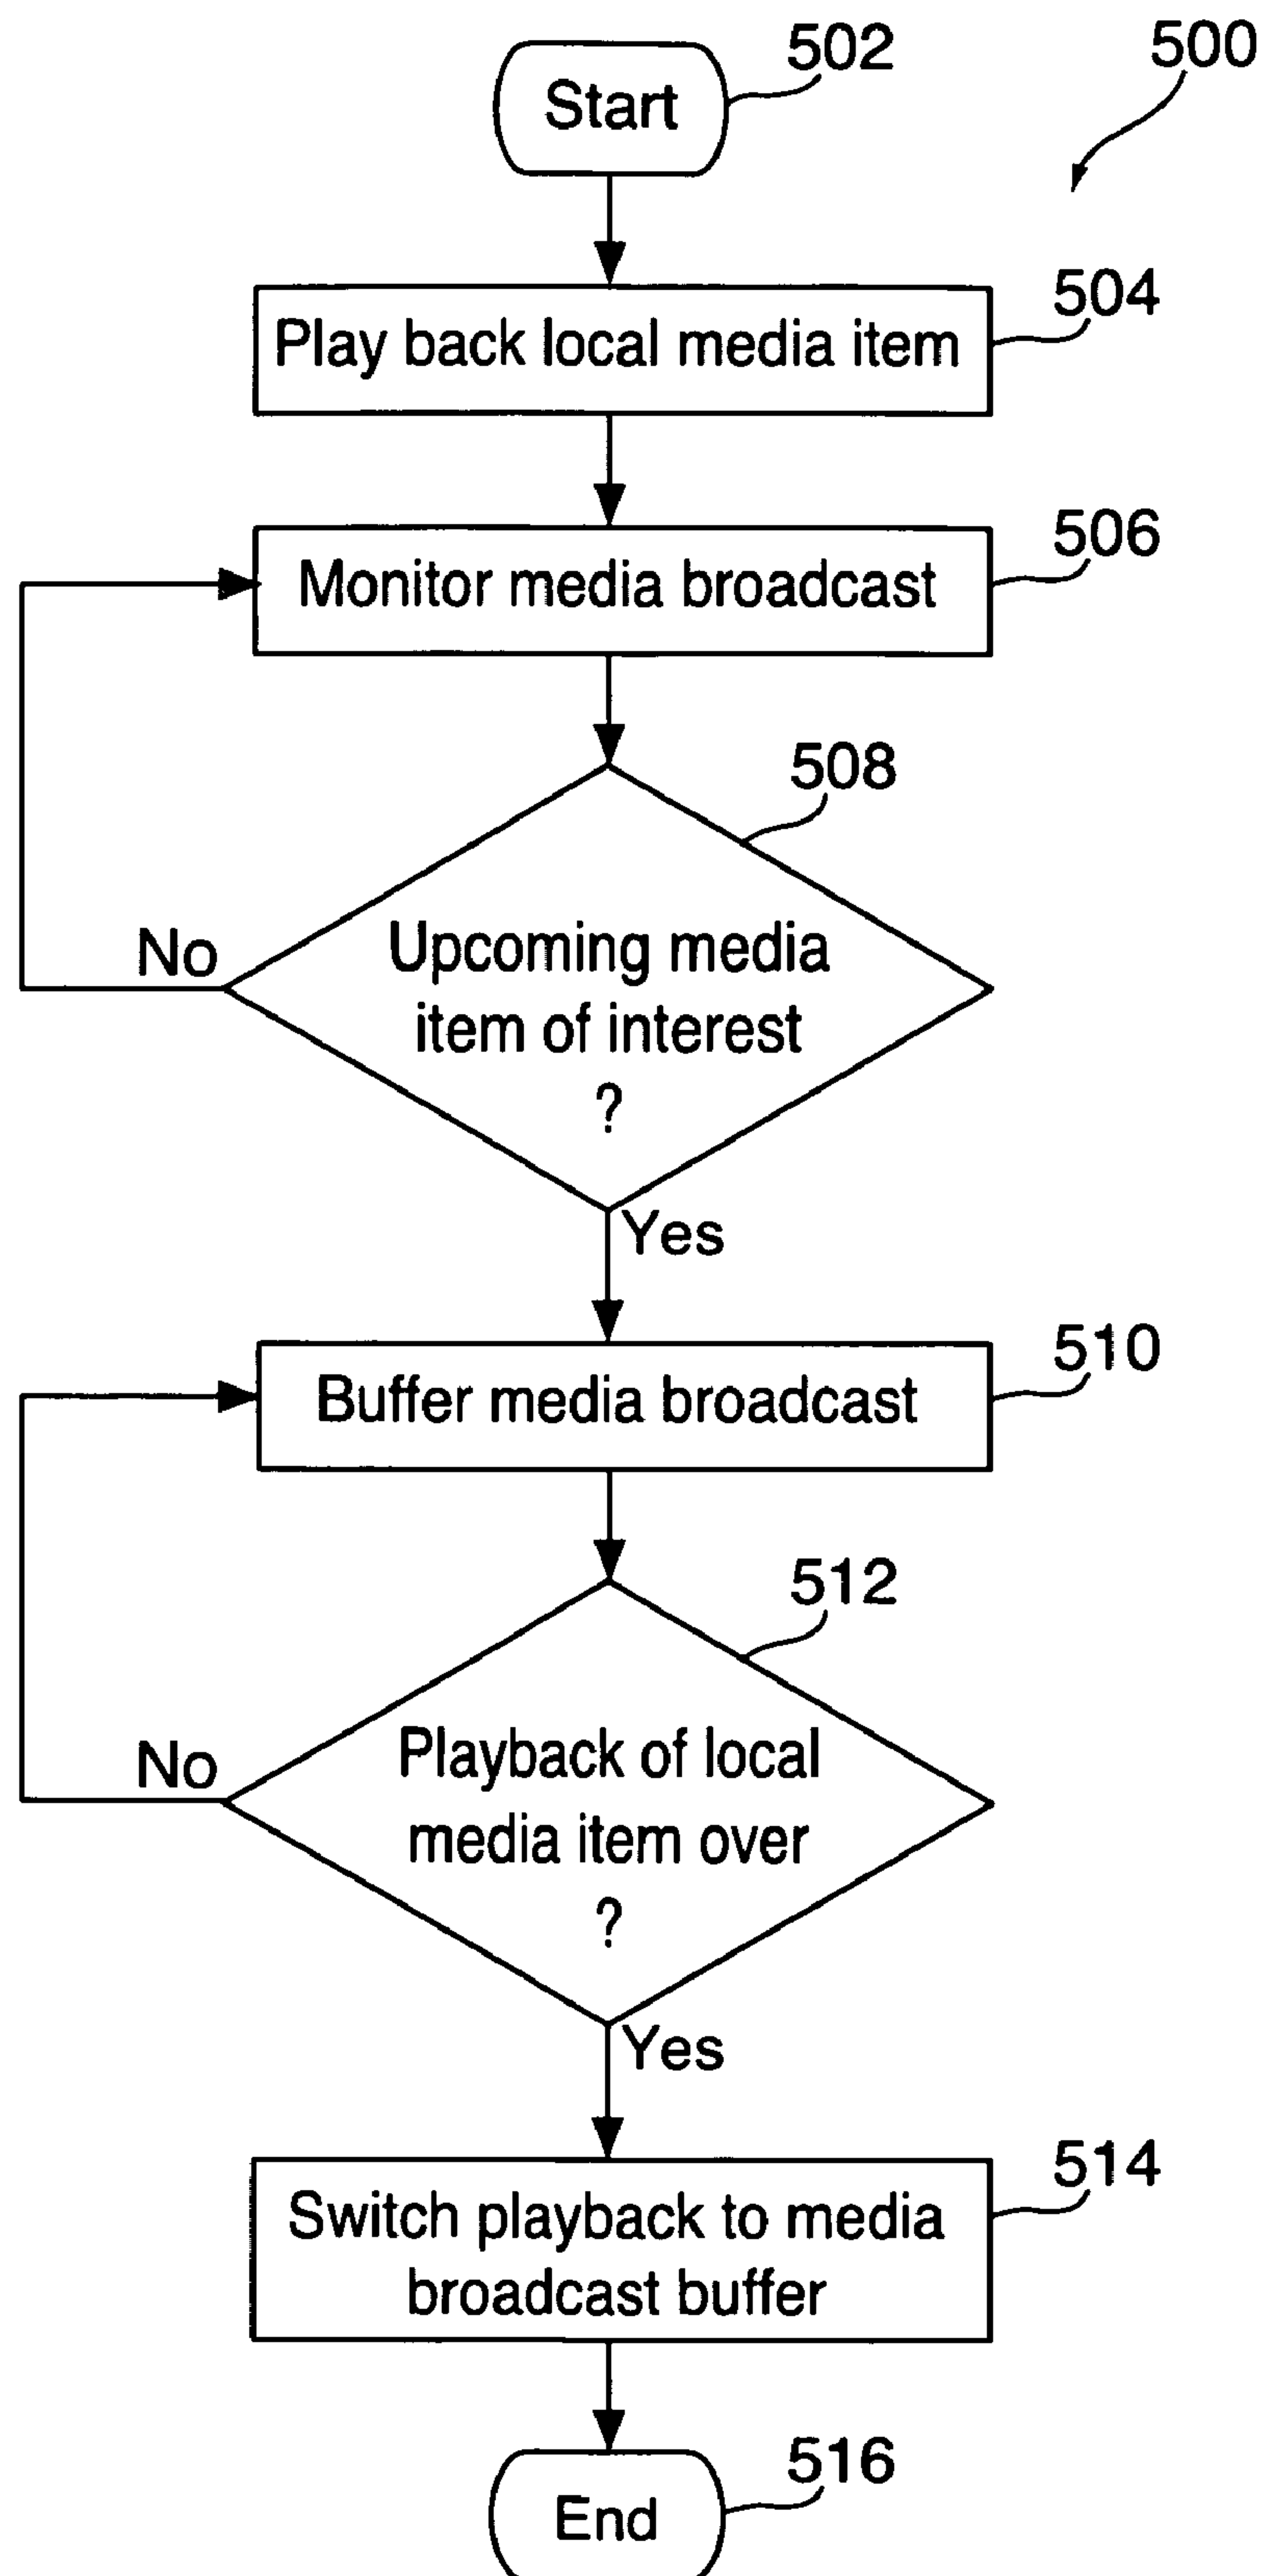 502
500
Start
504
Play back local media item
506
Monitor media broadcast
508
Upcoming media
item of interest
?
No
Yes
510
Buffer media broadcast
512
Playback of local
media item over
?
No
Yes
514
Switch playback to media
broadcast buffer
516
End